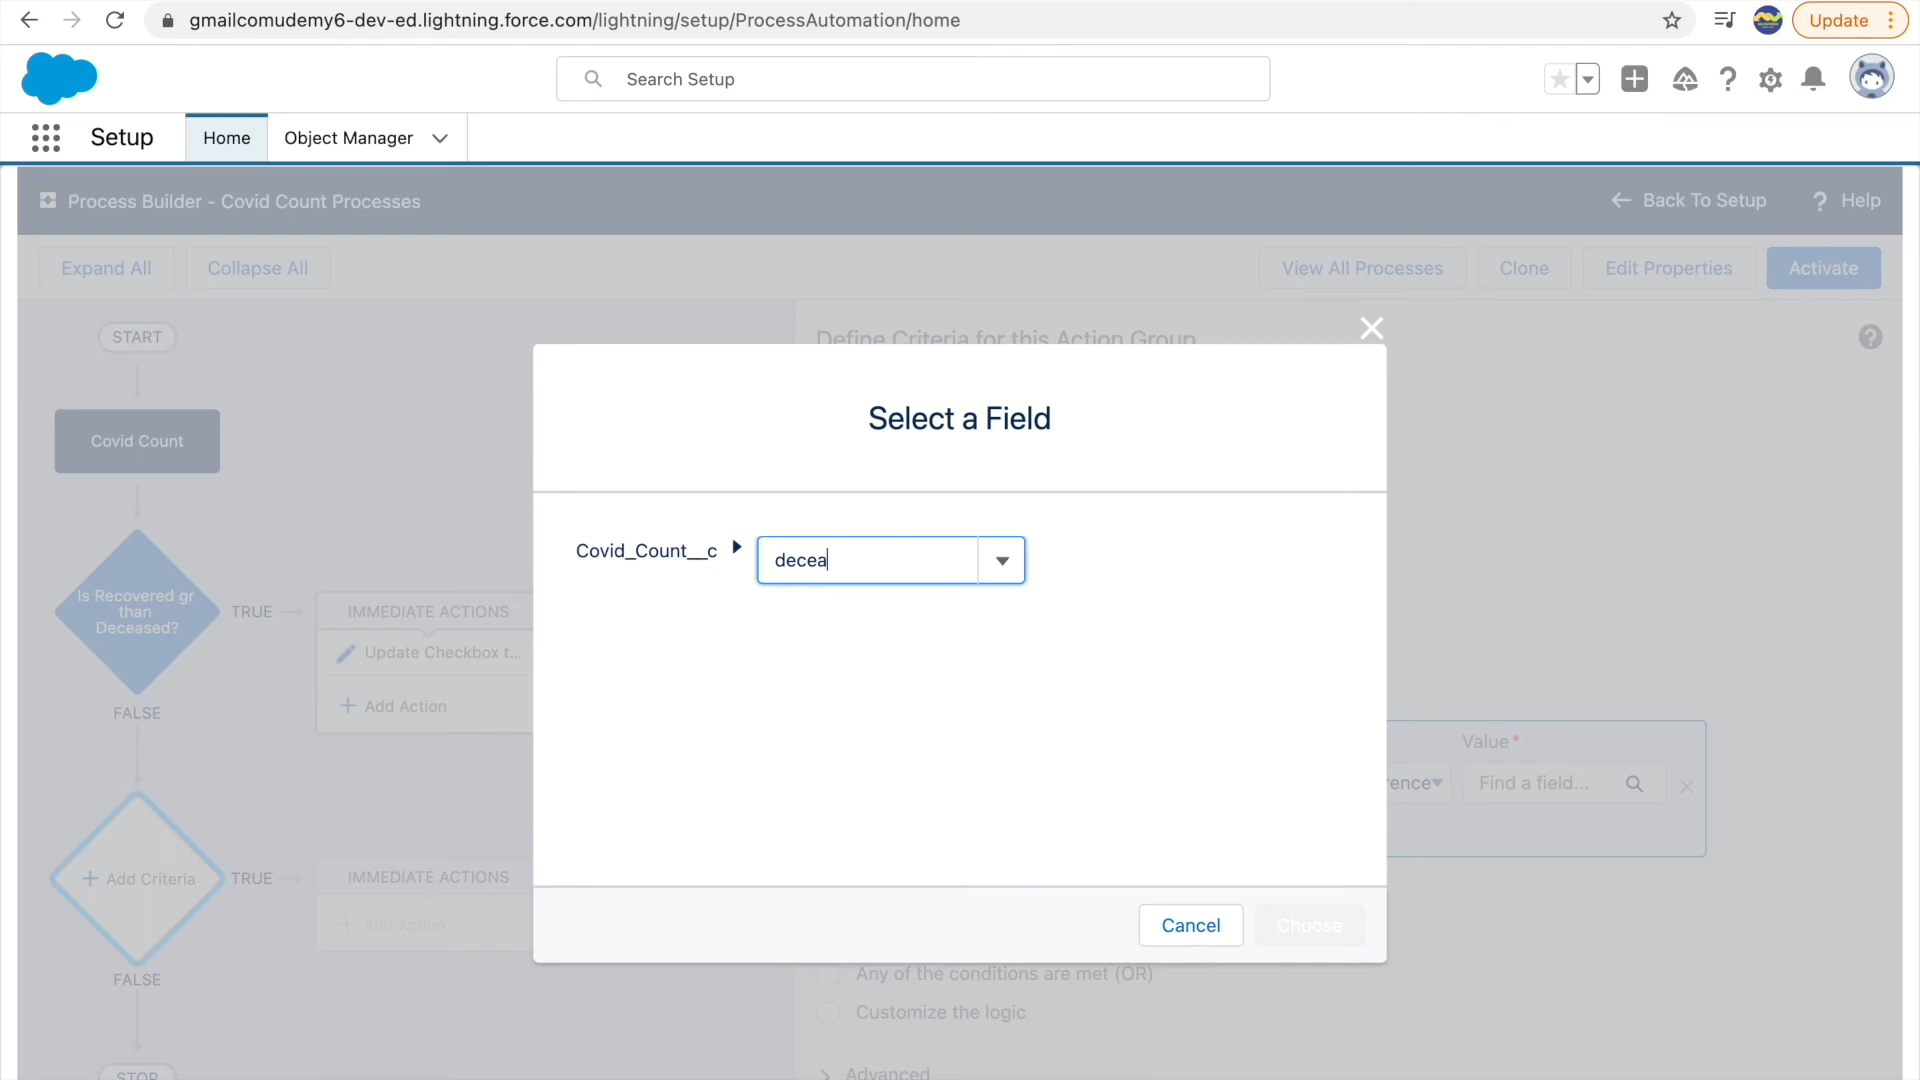 gmailcomudemy6-dev-ed.lightning.force.com/lightning/setup/ProcessAutomation/home
Update
Search Setup
Setup
Home
Object Manager
Process Builder - Covid Count Processes
Back To Setup
? Help
Expand All
Collapse All
View All Processes
Clone
Edit Properties
Activate
START
Define Criteria for this Action Group
Select a Field
Covid Count
Covid_Count__c
decea
Is Recovered gr
than
Deceased?
TRUE
IMMEDIATE ACTIONS
Update Checkbox t...
+ Add Action
FALSE
Value*
rence
Find a field...
+ Add Criteria
TRUE
IMMEDIATE ACTIONS
+ Add Action
Cancel
Choose
FALSE
Any of the conditions are met (OR)
Customize the logic
STOP
Advanced